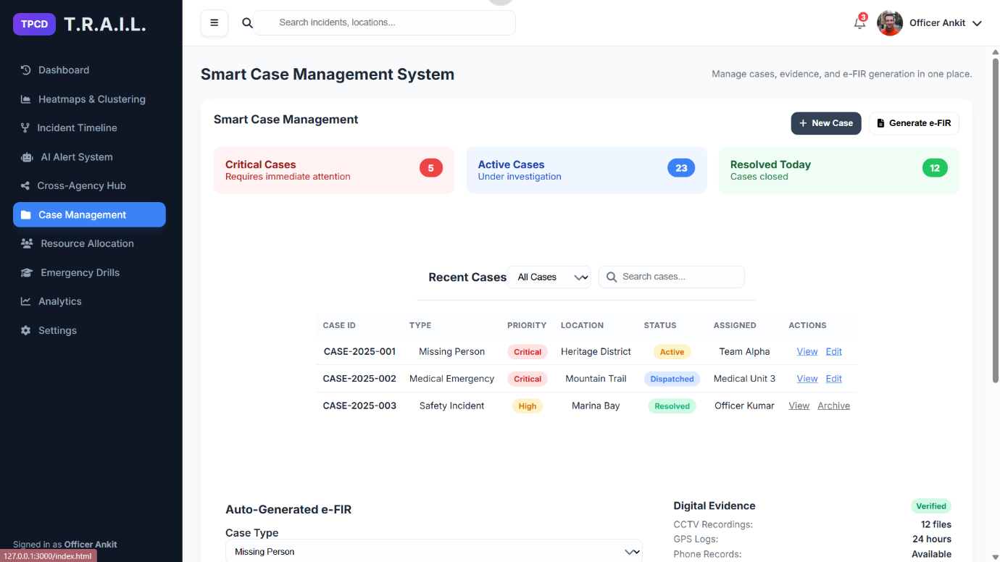 TPCD T.R.A.I.L.
Search incidents, locations...
3
Officer Ankit
Dashboard
Heatmaps & Clustering
Incident Timeline
AI Alert System
Cross-Agency Hub
Case Management
Resource Allocation
Emergency Drills
Analytics
Settings
Signed in as Officer Ankit
127.0.0.1:3000/index.html
Smart Case Management System
Manage cases, evidence, and e-FIR generation in one place.
Smart Case Management
+ New Case
Generate e-FIR
Critical Cases
Requires immediate attention
5
Active Cases
Under investigation
23
Resolved Today
Cases closed
12
Recent Cases All Cases Search cases...
CASE ID TYPE PRIORITY LOCATION STATUS ASSIGNED ACTIONS
CASE-2025-001 Missing Person Critical Heritage District Active Team Alpha View Edit
CASE-2025-002 Medical Emergency Critical Mountain Trail Dispatched Medical Unit 3 View Edit
CASE-2025-003 Safety Incident High Marina Bay Resolved Officer Kumar View Archive
Auto-Generated e-FIR
Case Type
Missing Person
Digital Evidence Verified
CCTV Recordings: 12 files
GPS Logs: 24 hours
Phone Records: Available